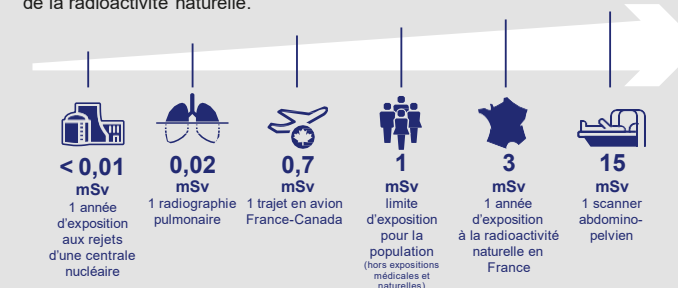 de la radioactivité naturelle.
< 0,01
mSv
1 année
d'exposition
aux rejets
d'une centrale
nucléaire
0,02
mSv
1 radiographie
pulmonaire
0,7
mSv
1 trajet en avion
France-Canada
1
mSv
limite
d'exposition
pour la
population
(hors expositions
médicales et
naturelles)
3
mSv
1 année
d'exposition
à la radioactivité
naturelle en
France
15
mSv
1 scanner
abdomino-
pelvien